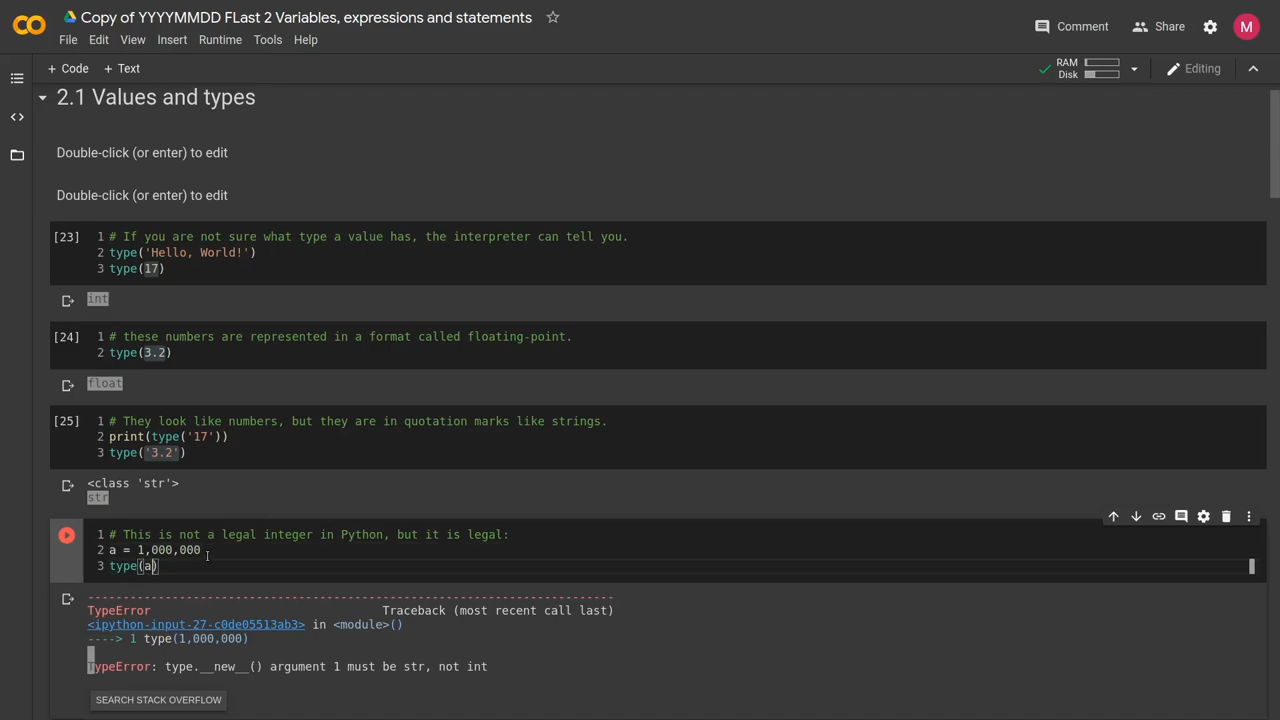 Copy of YYYYMMDD FLast 2 Variables, expressions and statements
Comment
Share
M
File Edit View Insert Runtime Tools Help
+ Code + Text
RAM
Disk
Editing
2.1 Values and types
Double-click (or enter) to edit
Double-click (or enter) to edit
[23] 1 # If you are not sure what type a value has, the interpreter can tell you.
2 type('Hello, World!')
3 type(17)
int
[24] 1 # these numbers are represented in a format called floating-point.
2 type(3.2)
float
[25] 1 # They look like numbers, but they are in quotation marks like strings.
2 print(type('17'))
3 type('3.2')
<class 'str'>
str
1 # This is not a legal integer in Python, but it is legal:
2 a = 1,000,000
3 type(a)
---------------------------------------------------------------------------
TypeError Traceback (most recent call last)
<ipython-input-27-c0de05513ab3> in <module>()
----> 1 type(1,000,000)
TypeError: type.__new__() argument 1 must be str, not int
SEARCH STACK OVERFLOW